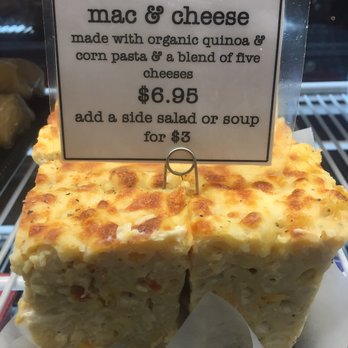 mac & cheese
made with organic quinoa &
corn pasta & a blend of five
cheeses
$6.95
add a side salad or soup
for $3